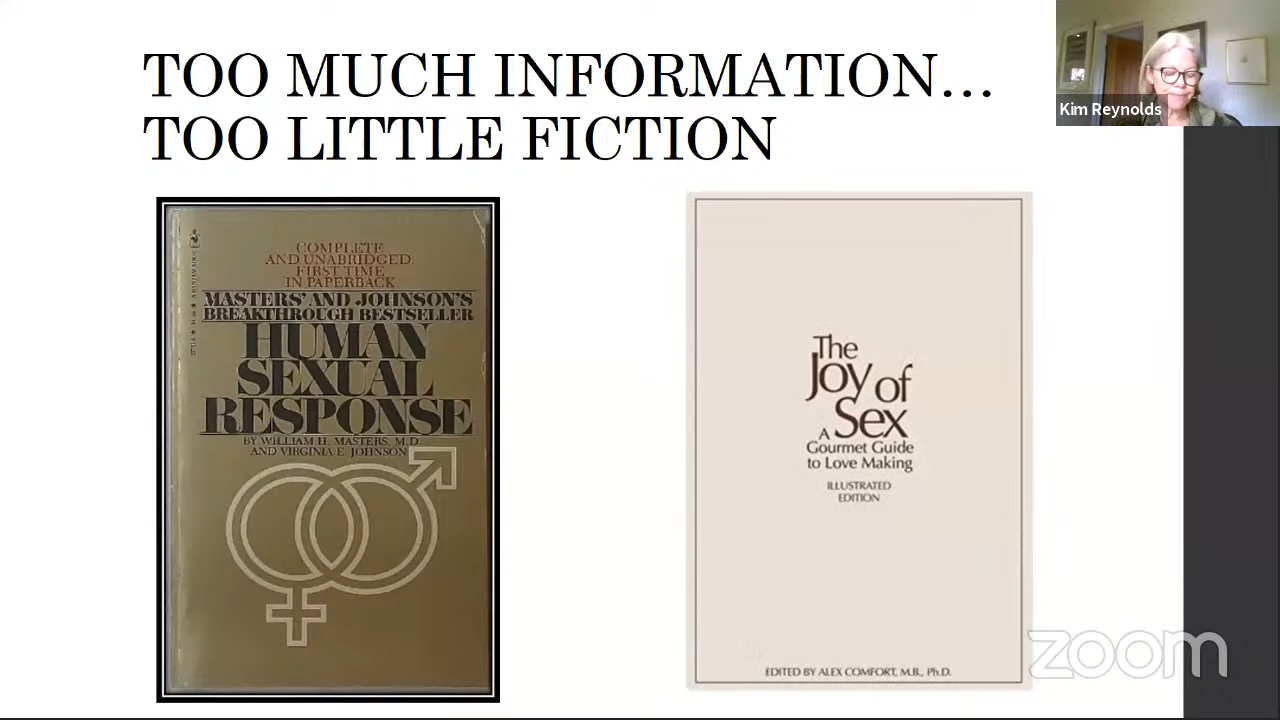 TOO MUCH INFORMATION...
TOO LITTLE FICTION
Kim Reynolds
COMPLETE
AND UNABRIDGED.
FIRST TIME
IN PAPERBACK
MASTERS' AND JOHNSON'S
BREAKTHROUGH BESTSELLER
HUMAN
SEXUAL
RESPONSE
BY WILLIAM H. MASTERS, M.D.
AND VIRGINIA E. JOHNSON
The
Joy of
Sex
A
Gourmet Guide
to Love Making
ILLUSTRATED
EDITION
EDITED BY ALEX COMFORT, M.B., Ph.D.
zoom